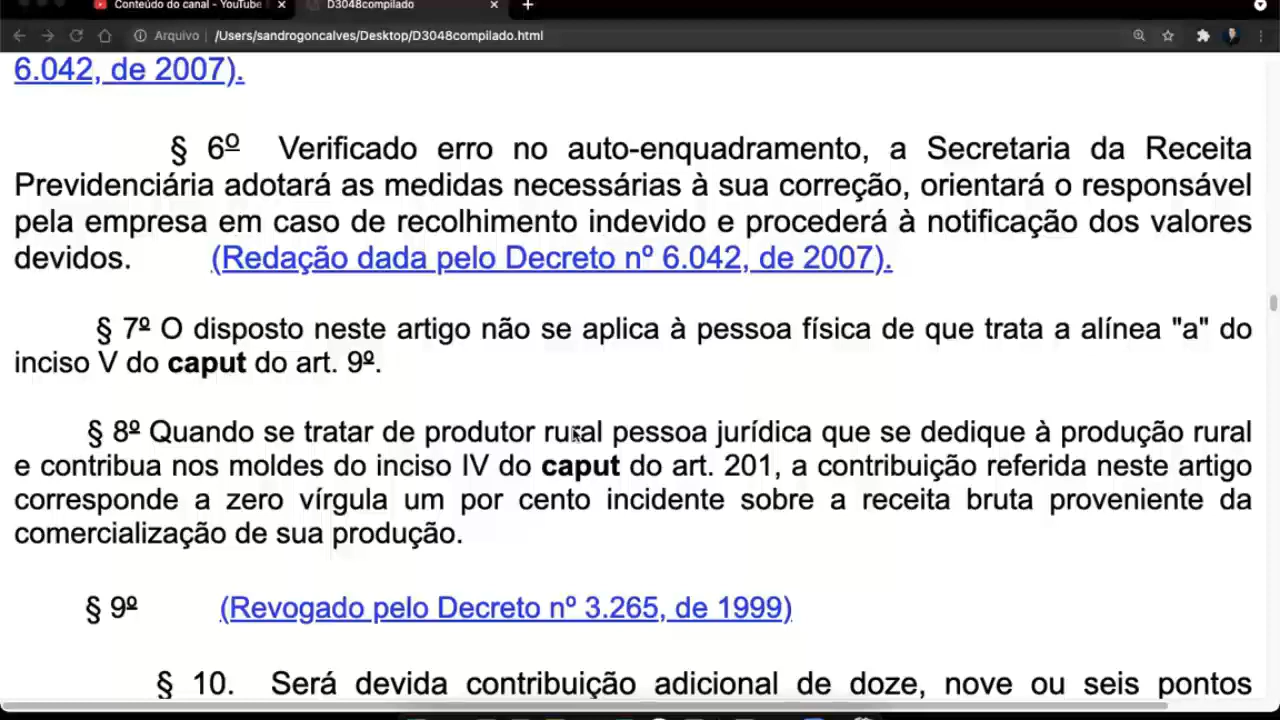 Conteúdo do canal - YouTube
D3048compilado
Arquivo /Users/sandrogoncalves/Desktop/D3048compilado.html
6.042, de 2007).
§ 6º Verificado erro no auto-enquadramento, a Secretaria da Receita
Previdenciária adotará as medidas necessárias à sua correção, orientará o responsável
pela empresa em caso de recolhimento indevido e procederá à notificação dos valores
devidos. (Redação dada pelo Decreto nº 6.042, de 2007).
§ 7º O disposto neste artigo não se aplica à pessoa física de que trata a alínea "a" do
inciso V do caput do art. 9º.
§ 8º Quando se tratar de produtor rural pessoa jurídica que se dedique à produção rural
e contribua nos moldes do inciso IV do caput do art. 201, a contribuição referida neste artigo
corresponde a zero vírgula um por cento incidente sobre a receita bruta proveniente da
comercialização de sua produção.
§ 9º (Revogado pelo Decreto nº 3.265, de 1999)
§ 10. Será devida contribuição adicional de doze, nove ou seis pontos